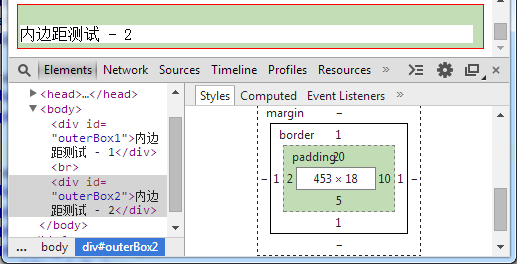 内边距测试 - 2
Elements Network Sources Timeline Profiles Resources »
<head>…</head>
<body>
<div id=
"outerBox1">内边
距测试 - 1</div>
<br>
<div id=
"outerBox2">内边
距测试 - 2</div>
</body>
... body div#outerBox2
Styles Computed Event Listeners »
margin –
border 1
padding 20
– 1 2 453 × 18 10 1 –
5
1
–